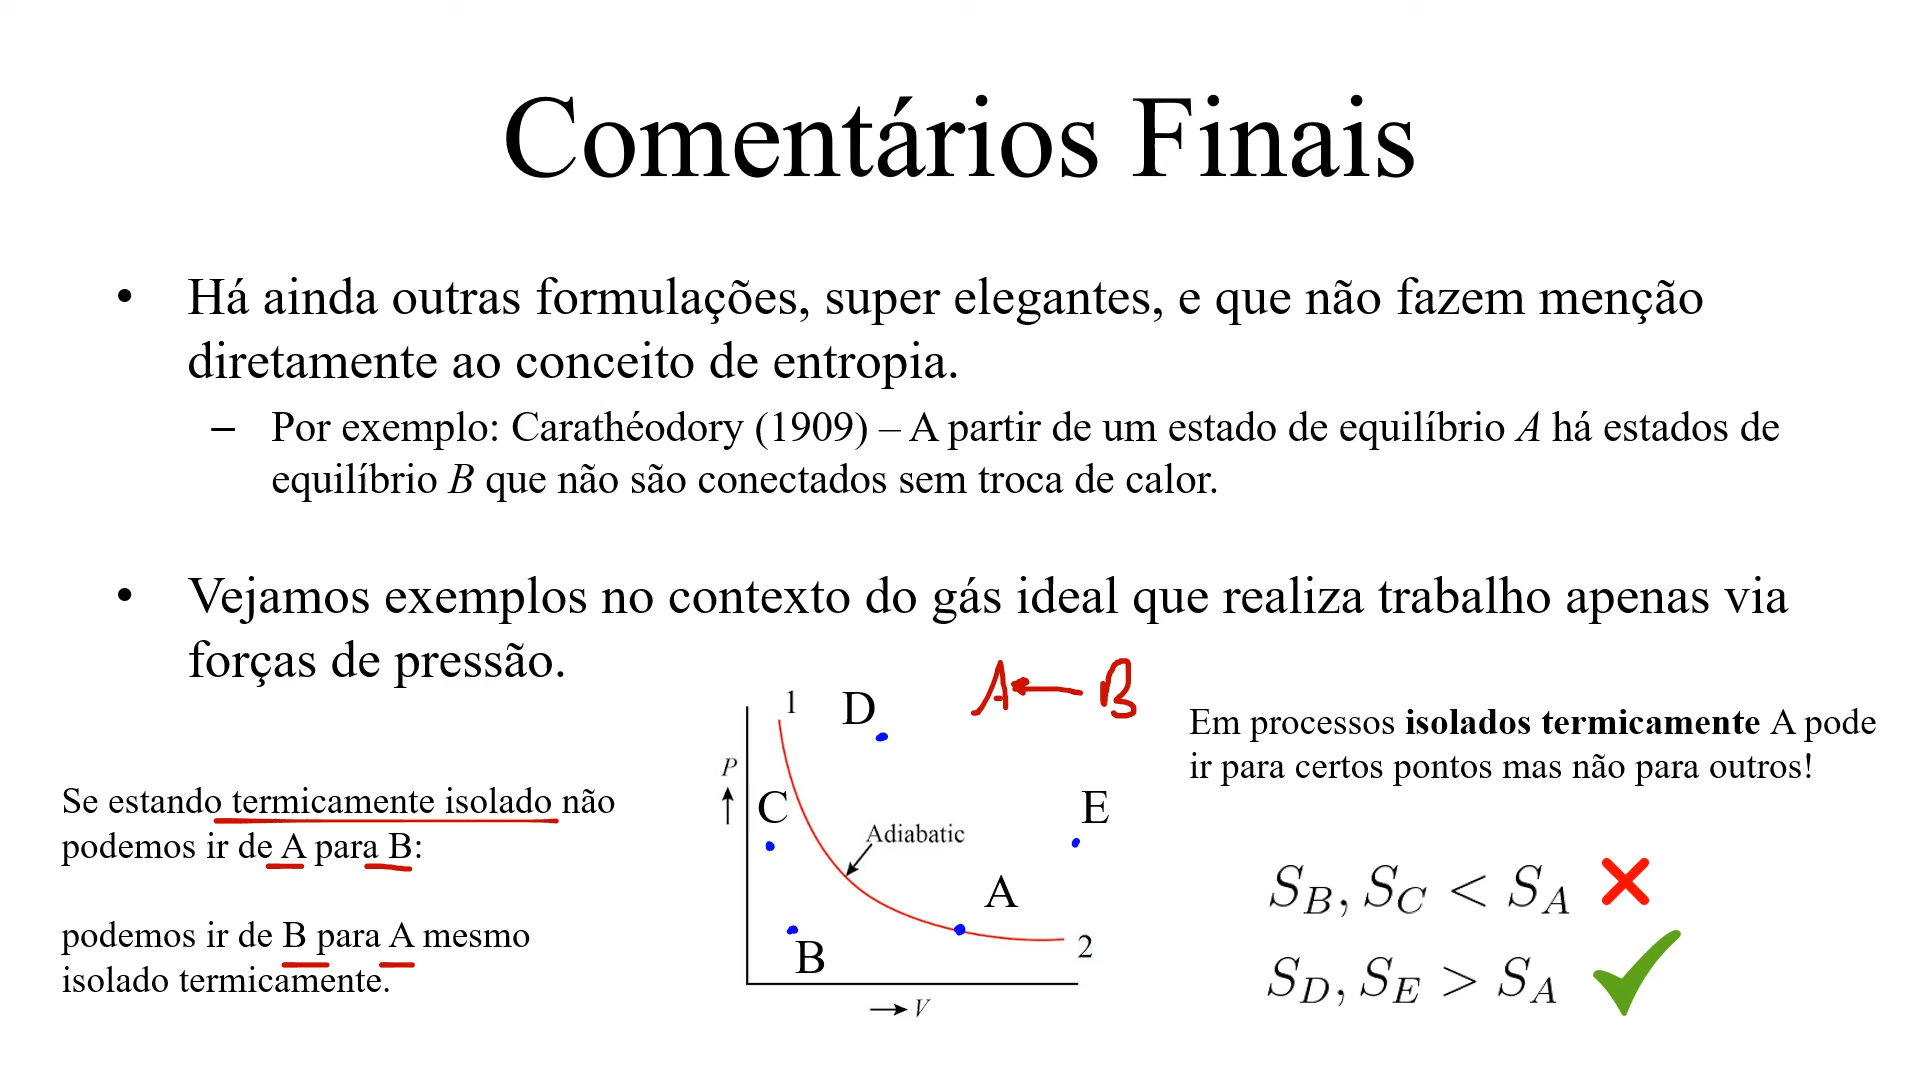 Comentários Finais
• Há ainda outras formulações, super elegantes, e que não fazem menção
diretamente ao conceito de entropia.
– Por exemplo: Carathéodory (1909) – A partir de um estado de equilíbrio A há estados de
equilíbrio B que não são conectados sem troca de calor.
• Vejamos exemplos no contexto do gás ideal que realiza trabalho apenas via
forças de pressão.
Se estando termicamente isolado não
podemos ir de A para B:
podemos ir de B para A mesmo
isolado termicamente.
A ← B
1
D
P
C
E
Adiabatic
A
B
2
V
Em processos isolados termicamente A pode
ir para certos pontos mas não para outros!
S_B, S_C < S_A
S_D, S_E > S_A